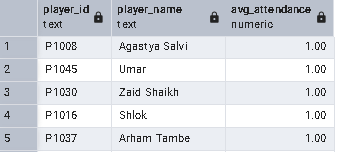 player_id player_name avg_attendance
text text numeric
1 P1008 Agastya Salvi 1.00
2 P1045 Umar 1.00
3 P1030 Zaid Shaikh 1.00
4 P1016 Shlok 1.00
5 P1037 Arham Tambe 1.00